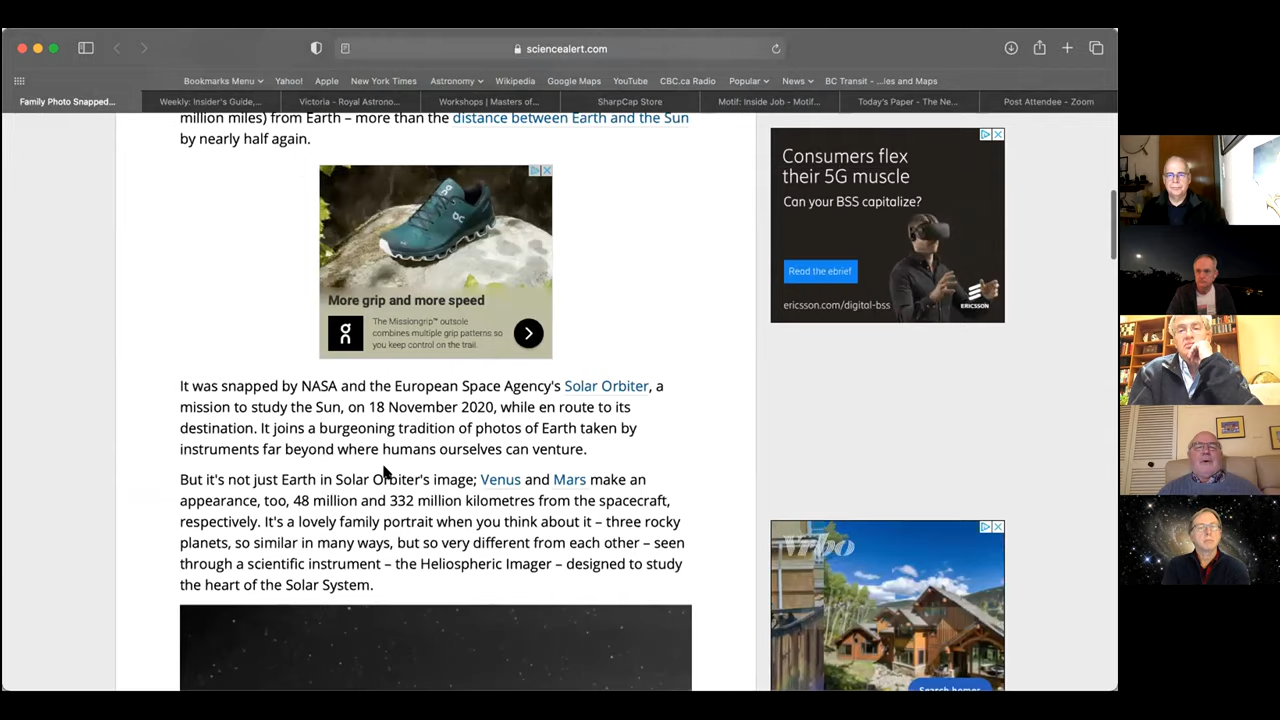 sciencealert.com
Bookmarks Menu Yahoo! Apple New York Times Astronomy Wikipedia Google Maps YouTube CBC.ca Radio Popular News BC Transit - ...les and Maps
Family Photo Snapped... Weekly: Insider's Guide,... Victoria - Royal Astrono... Workshops | Masters of... SharpCap Store Motif: Inside Job - Motif... Today's Paper - The Ne... Post Attendee - Zoom
million miles) from Earth – more than the distance between Earth and the Sun
by nearly half again.
More grip and more speed
The Missiongrip™ outsole
combines multiple grip patterns so
you keep control on the trail.
It was snapped by NASA and the European Space Agency's Solar Orbiter, a
mission to study the Sun, on 18 November 2020, while en route to its
destination. It joins a burgeoning tradition of photos of Earth taken by
instruments far beyond where humans ourselves can venture.
But it's not just Earth in Solar Orbiter's image; Venus and Mars make an
appearance, too, 48 million and 332 million kilometres from the spacecraft,
respectively. It's a lovely family portrait when you think about it – three rocky
planets, so similar in many ways, but so very different from each other – seen
through a scientific instrument – the Heliospheric Imager – designed to study
the heart of the Solar System.
Consumers flex
their 5G muscle
Can your BSS capitalize?
Read the ebrief
ericsson.com/digital-bss
ERICSSON
Vrbo
Search homes